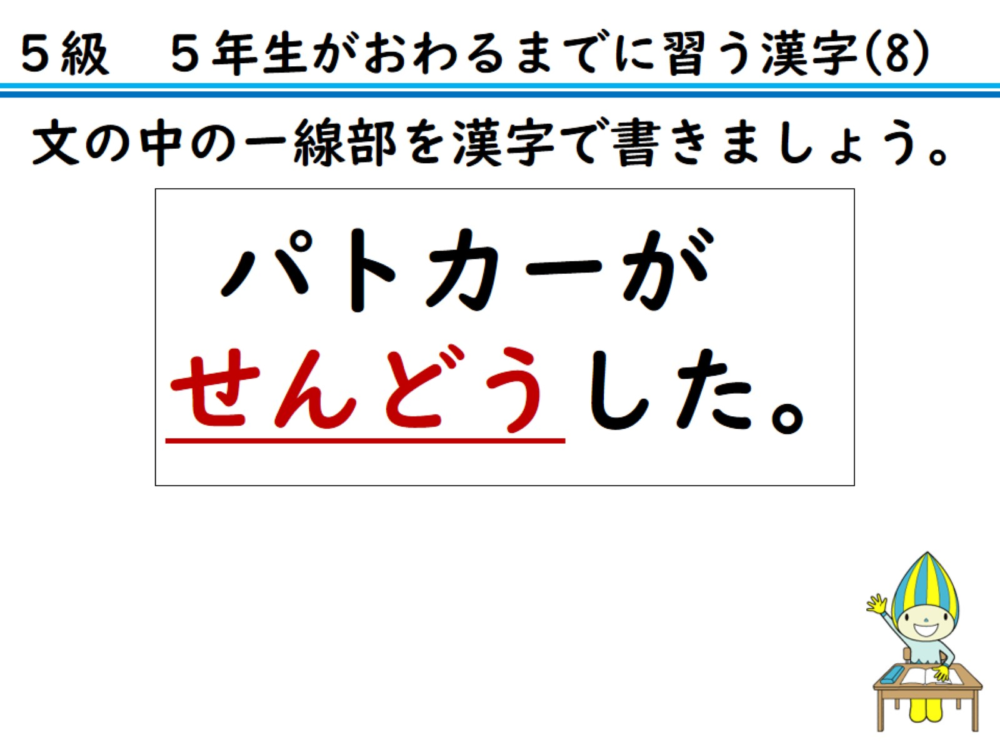 ５級　５年生がおわるまでに習う漢字(8)
文の中の一線部を漢字で書きましょう。
パトカーが
せんどうした。